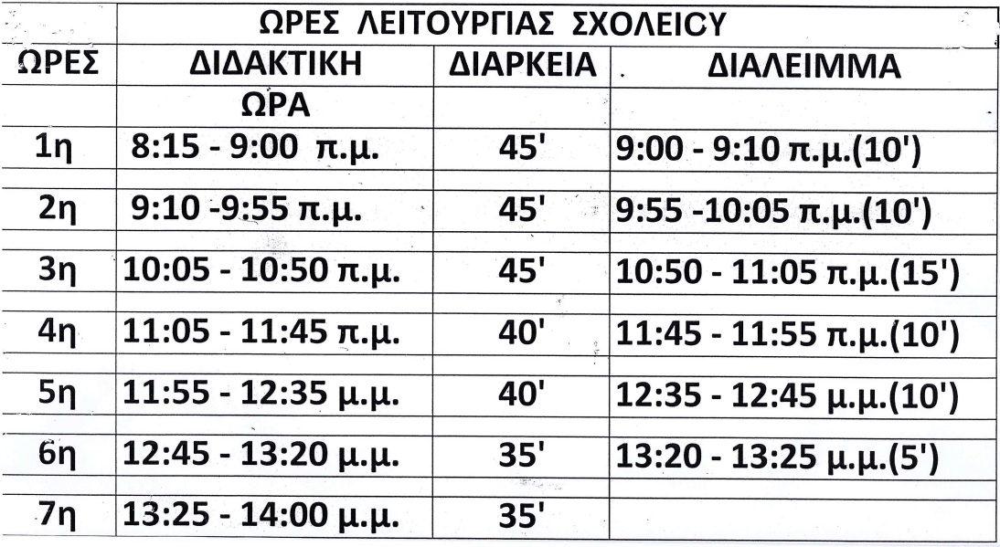 ΩΡΕΣ ΛΕΙΤΟΥΡΓΙΑΣ ΣΧΟΛΕΙΟΥ
ΩΡΕΣ ΔΙΔΑΚΤΙΚΗ ΔΙΑΡΚΕΙΑ ΔΙΑΛΕΙΜΜΑ
ΩΡΑ
1η 8:15 - 9:00 π.μ. 45' 9:00 - 9:10 π.μ.(10')
2η 9:10 -9:55 π.μ. 45' 9:55 -10:05 π.μ.(10')
3η 10:05 - 10:50 π.μ. 45' 10:50 - 11:05 π.μ.(15')
4η 11:05 - 11:45 π.μ. 40' 11:45 - 11:55 π.μ.(10')
5η 11:55 - 12:35 μ.μ. 40' 12:35 - 12:45 μ.μ.(10')
6η 12:45 - 13:20 μ.μ. 35' 13:20 - 13:25 μ.μ.(5')
7η 13:25 - 14:00 μ.μ. 35'